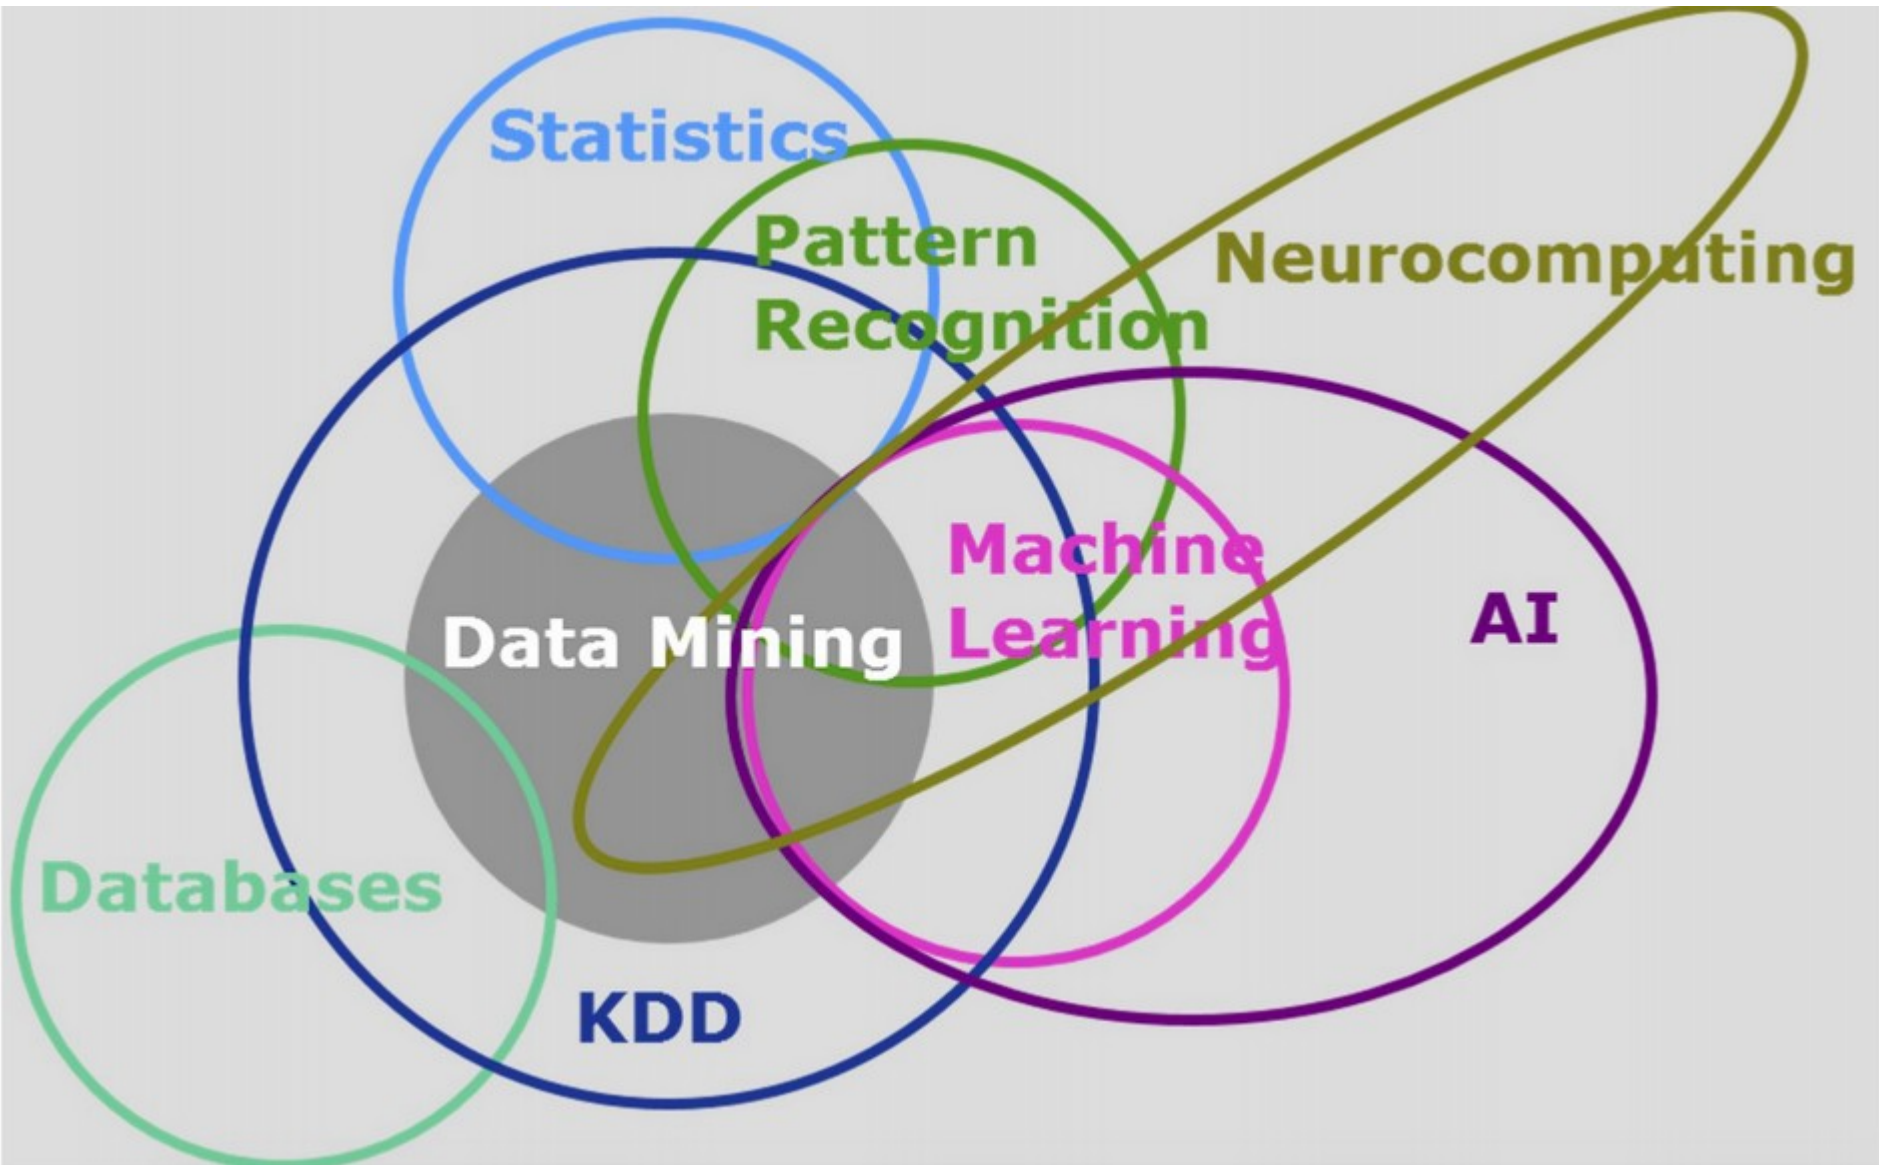 Statistics
Pattern
Recognition
Neurocomputing
Machine
Learning
AI
Data Mining
Databases
KDD